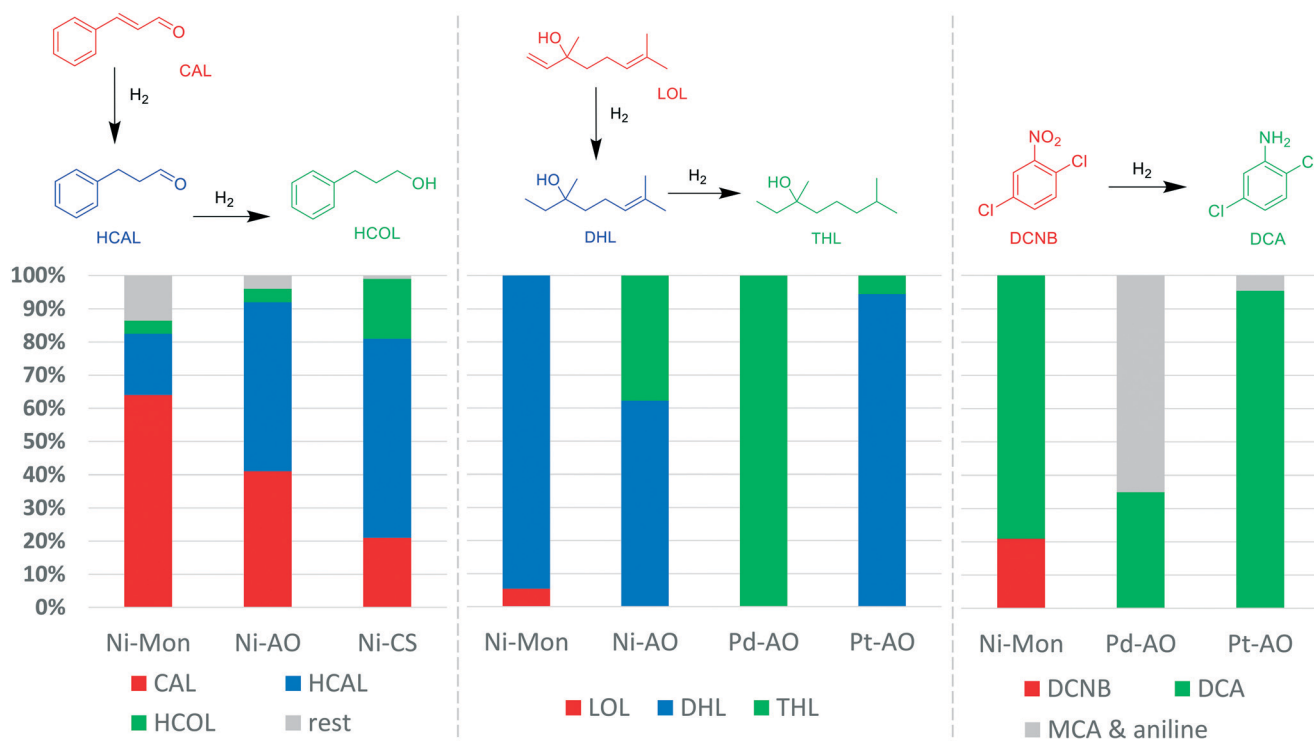 O
CAL
H₂
O
HCAL
H₂
OH
HCOL
HO
LOL
H₂
HO
DHL
H₂
HO
THL
NO₂
Cl
Cl
DCNB
H₂
NH₂
Cl
Cl
DCA
100%
90%
80%
70%
60%
50%
40%
30%
20%
10%
0%
Ni-Mon Ni-AO Ni-CS
CAL HCAL
HCOL rest
Ni-Mon Ni-AO Pd-AO Pt-AO
LOL DHL THL
Ni-Mon Pd-AO Pt-AO
DCNB DCA
MCA & aniline